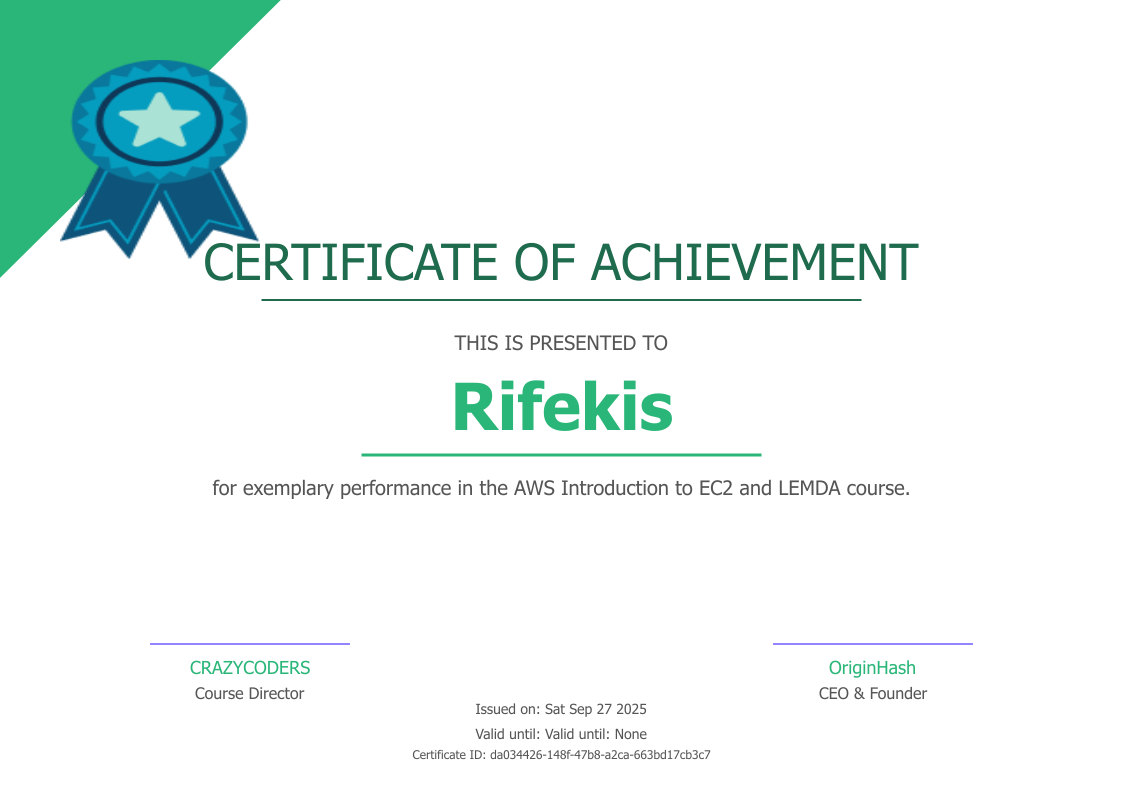 CERTIFICATE OF ACHIEVEMENT
THIS IS PRESENTED TO
Rifekis
for exemplary performance in the AWS Introduction to EC2 and LEMDA course.
CRAZYCODERS
Course Director
OriginHash
CEO & Founder
Issued on: Sat Sep 27 2025
Valid until: Valid until: None
Certificate ID: da034426-148f-47b8-a2ca-663bd17cb3c7